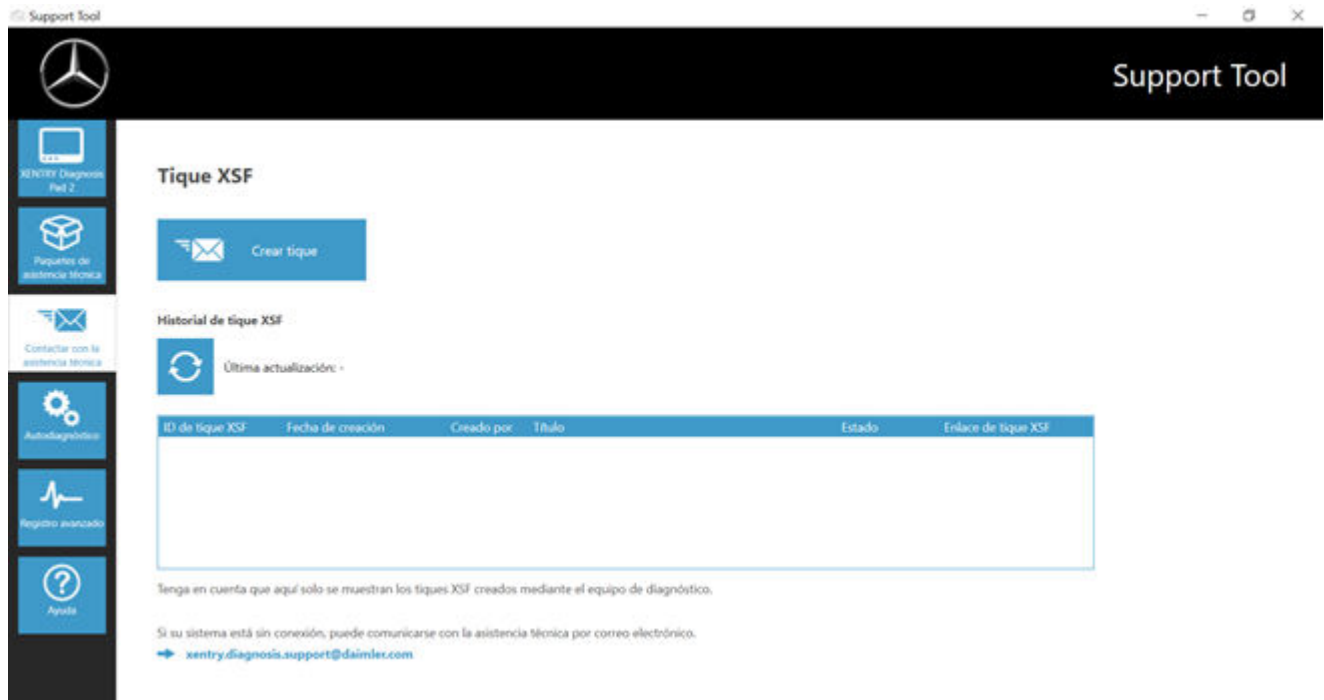 Support Tool
Support Tool
XENTRY Diagnosis
Pad 2
Paquetes de
asistencia técnica
Contactar con la
asistencia técnica
Autodiagnóstico
Registro avanzado
Ayuda
Tique XSF
Crear tique
Historial de tique XSF
Última actualización: -
ID de tique XSF Fecha de creación Creado por Título Estado Enlace de tique XSF
Tenga en cuenta que aquí solo se muestran los tiques XSF creados mediante el equipo de diagnóstico.
Si su sistema está sin conexión, puede comunicarse con la asistencia técnica por correo electrónico.
xentry.diagnosis.support@daimler.com